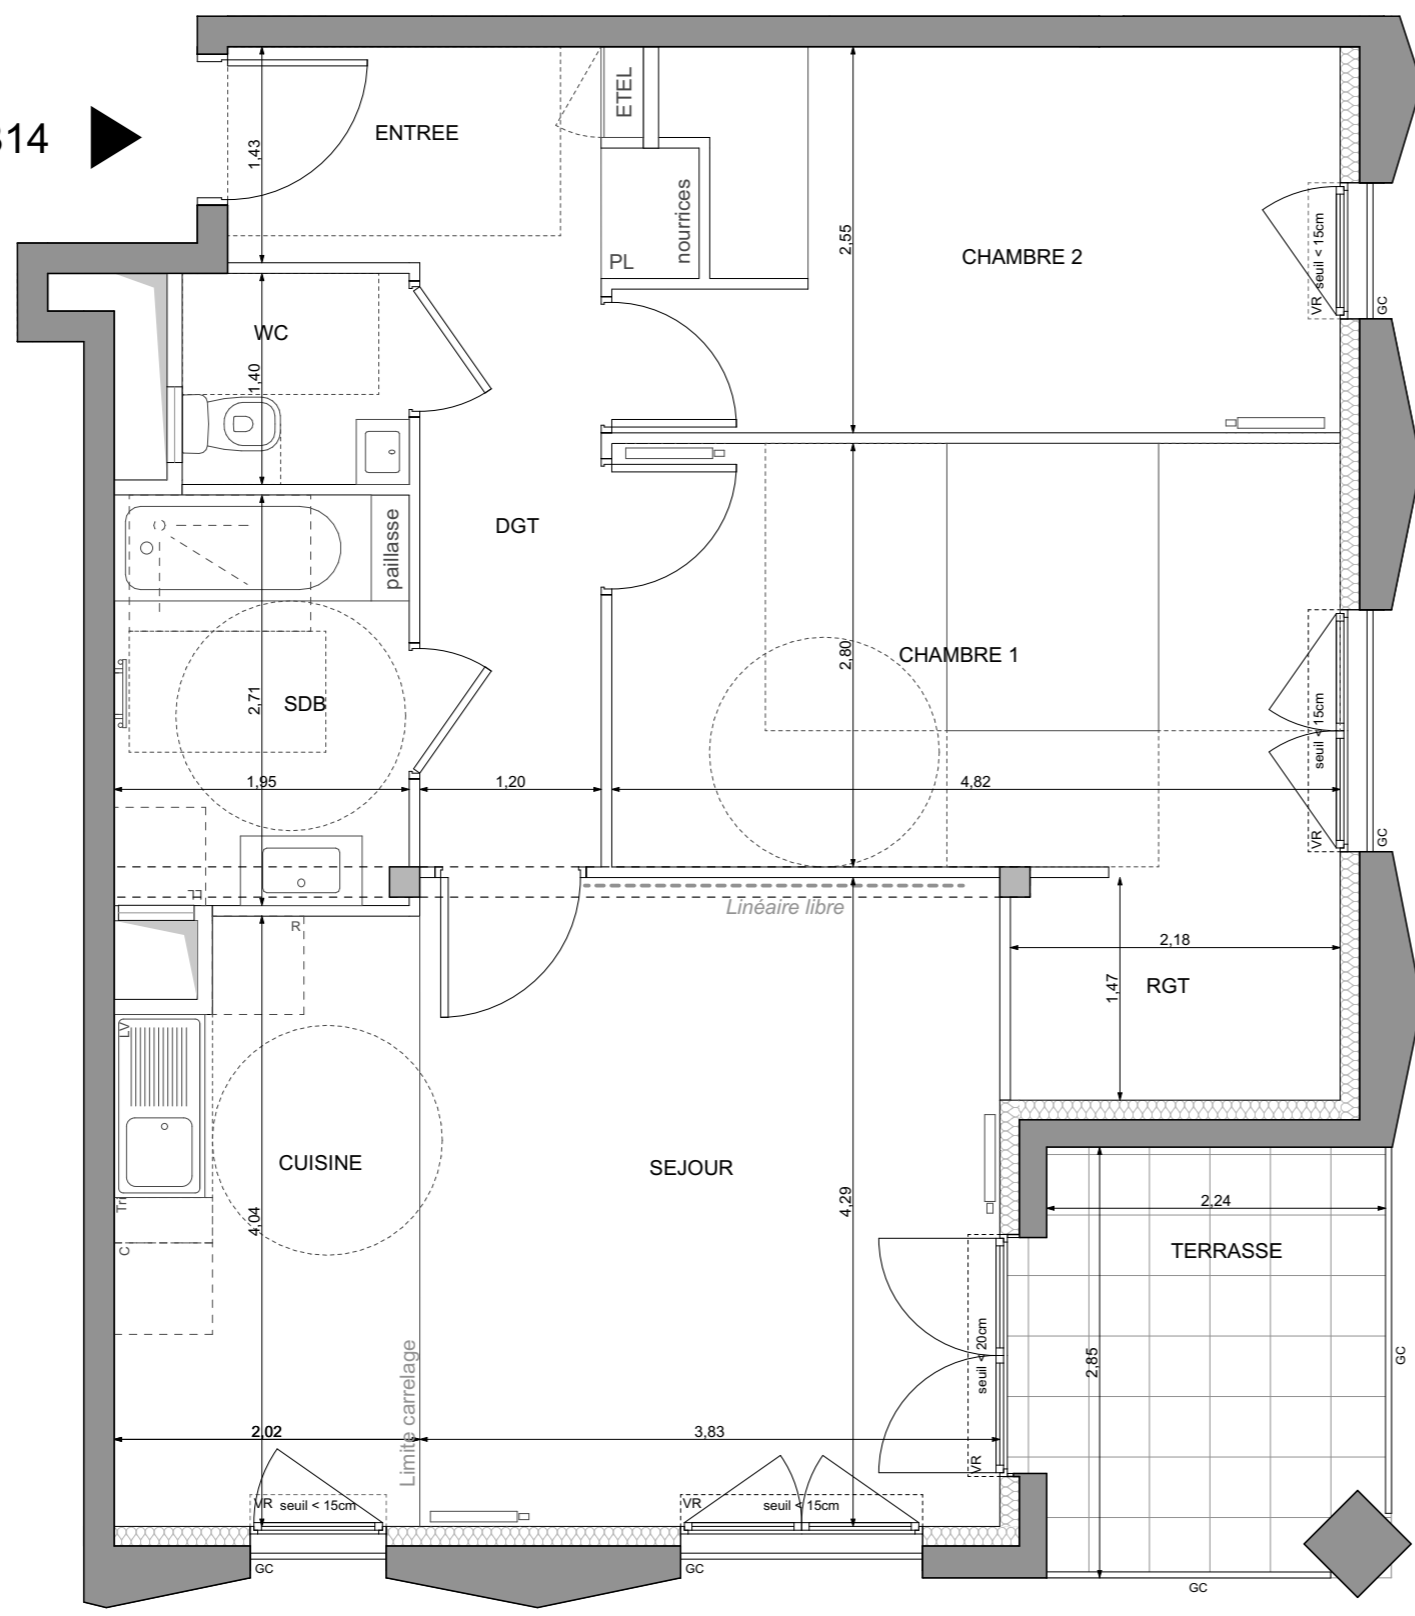 314
ENTREE
1,43
ETEL
nourrices
PL
2,55
CHAMBRE 2
VR
seuil < 15cm
GC
WC
1,40
DGT
paillasse
2,71
SDB
1,95
1,20
2,80
CHAMBRE 1
4,82
seuil < 15cm
VR
GC
Linéaire libre
R
2,18
1,47
RGT
LV
CUISINE
SEJOUR
Tri
C
4,04
4,29
2,24
TERRASSE
seuil < 20cm
VR
2,85
GC
Limite carrelage
2,02
3,83
VR
seuil < 15cm
VR
seuil < 15cm
GC
GC
GC